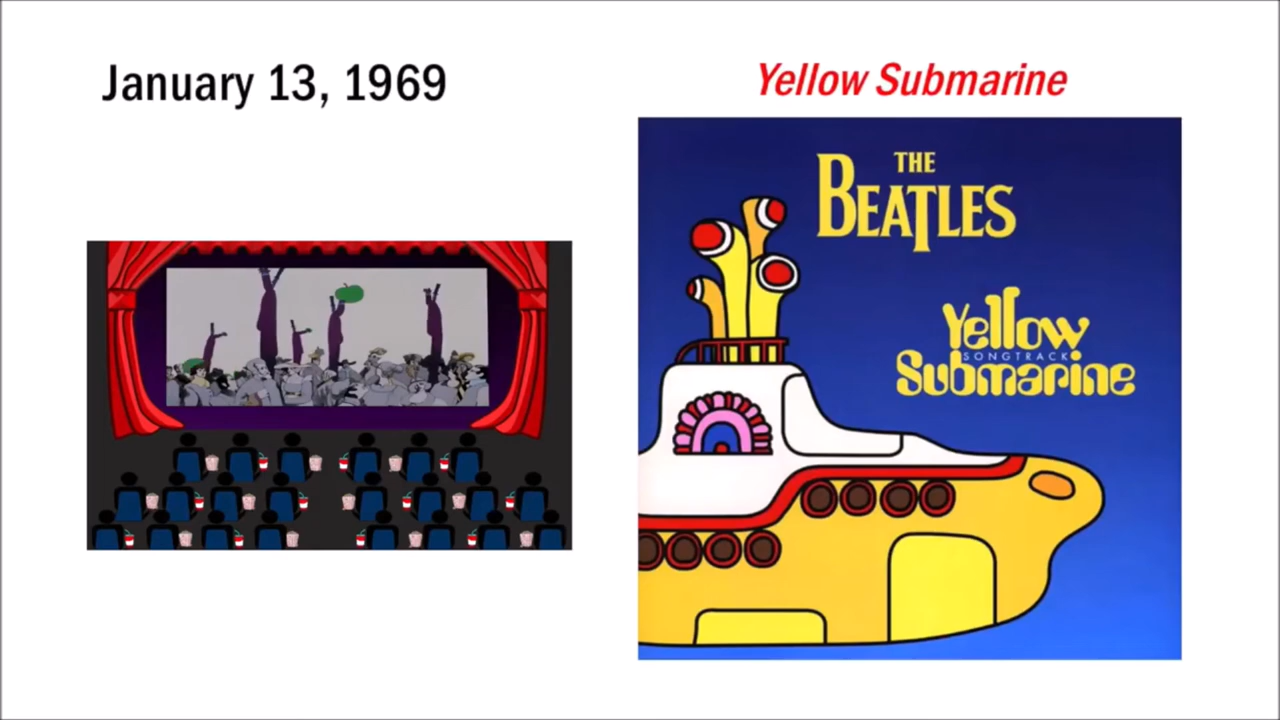 January 13, 1969
Yellow Submarine
THE
BEATLES
Yellow
SONGTRACK
Submarine